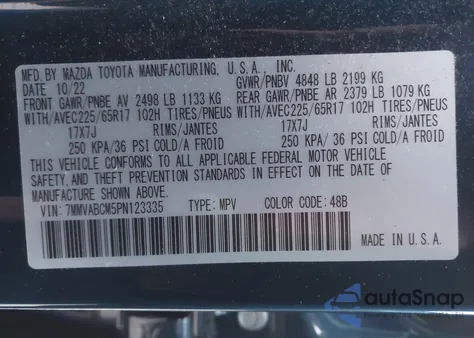 MFD.BY MAZDA TOYOTA MANUFACTURING, U.S.A., INC.
DATE 10/22 GVWR/PNBV 4848 LB 2199 KG
FRONT GAWR/PNBE AV 2498 LB 1133 KG REAR GAWR/PNBE AR 2379 LB 1079 KG
WITH/AVEC225/65R17 102H TIRES/PNEUS WITH/AVEC225/65R17 102H TIRES/PNEUS
17X7J RIMS/JANTES 17X7J RIMS/JANTES
250 KPA/ 36 PSI COLD/A FROID 250 KPA/ 36 PSI COLD/A FROID
THIS VEHICLE CONFORMS TO ALL APPLICABLE FEDERAL MOTOR VEHICLE
SAFETY, AND THEFT PREVENTION STANDARDS IN EFFECT ON THE DATE OF
MANUFACTURE SHOWN ABOVE.
VIN: 7MMVABCM5PN123335 TYPE: MPV COLOR CODE: 48B
MADE IN U.S.A.
autoSnap